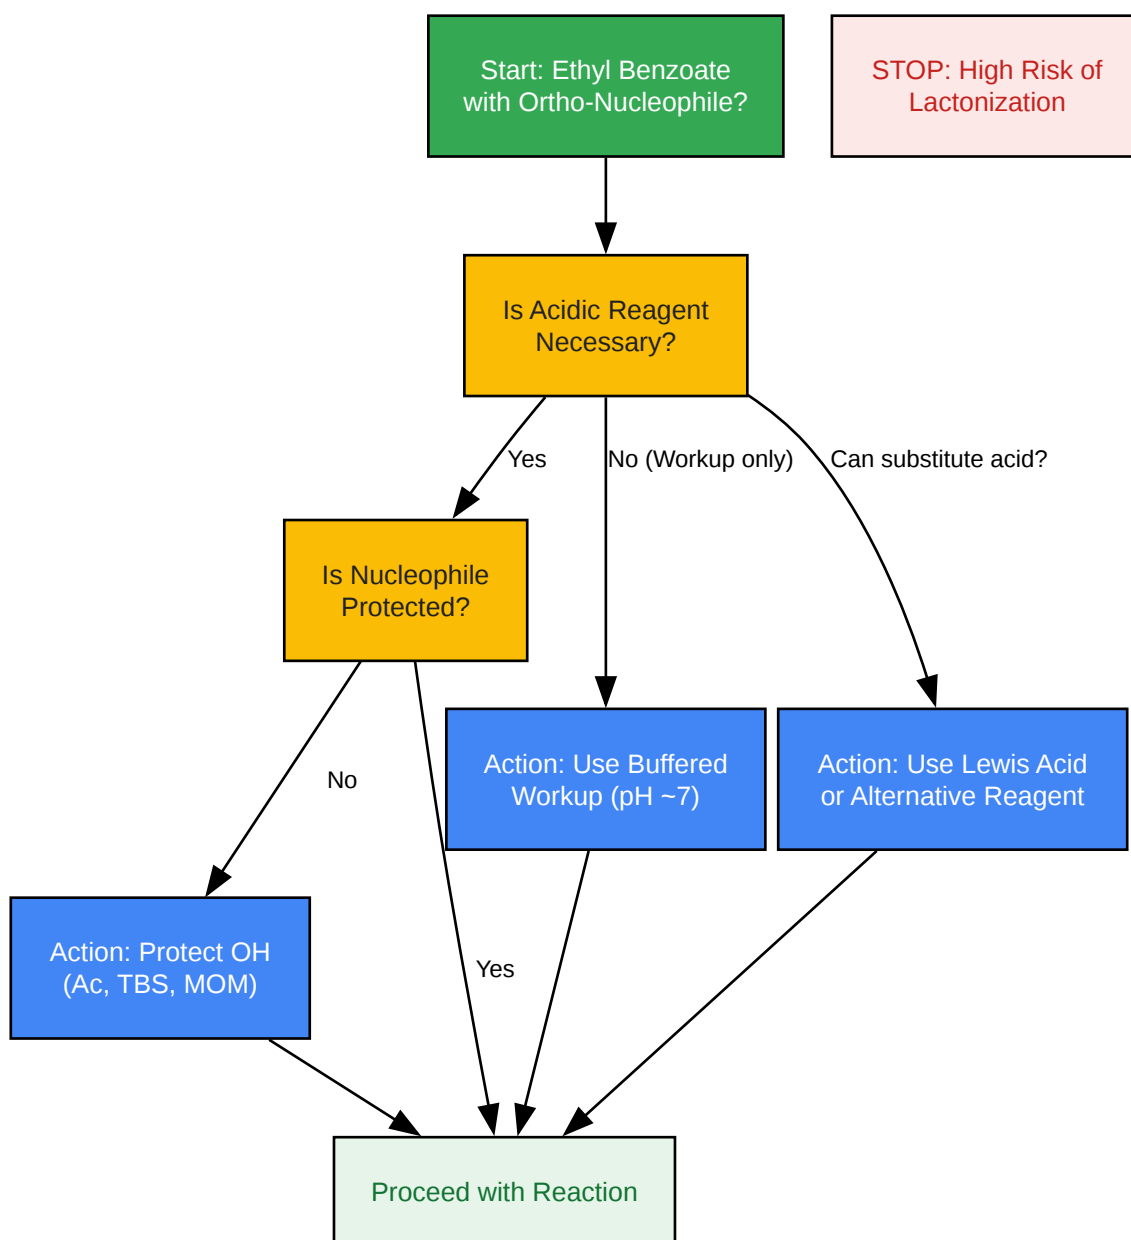 Start: Ethyl Benzoate
with Ortho-Nucleophile?
STOP: High Risk of
Lactonization
Is Acidic Reagent
Necessary?
Yes
No (Workup only)
Can substitute acid?
Is Nucleophile
Protected?
Action: Use Buffered
Workup (pH ~7)
Action: Use Lewis Acid
or Alternative Reagent
No
Action: Protect OH
(Ac, TBS, MOM)
Yes
Proceed with Reaction